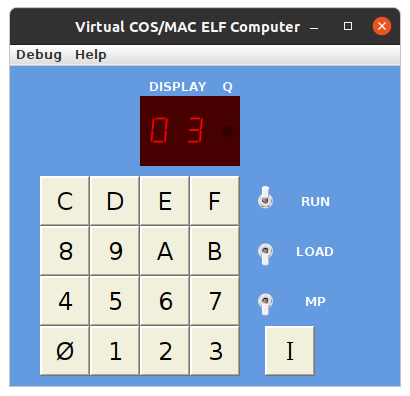 Virtual COS/MAC ELF Computer
Debug Help
DISPLAY Q
03
C D E F
RUN
8 9 A B
LOAD
4 5 6 7
MP
Ø 1 2 3
I